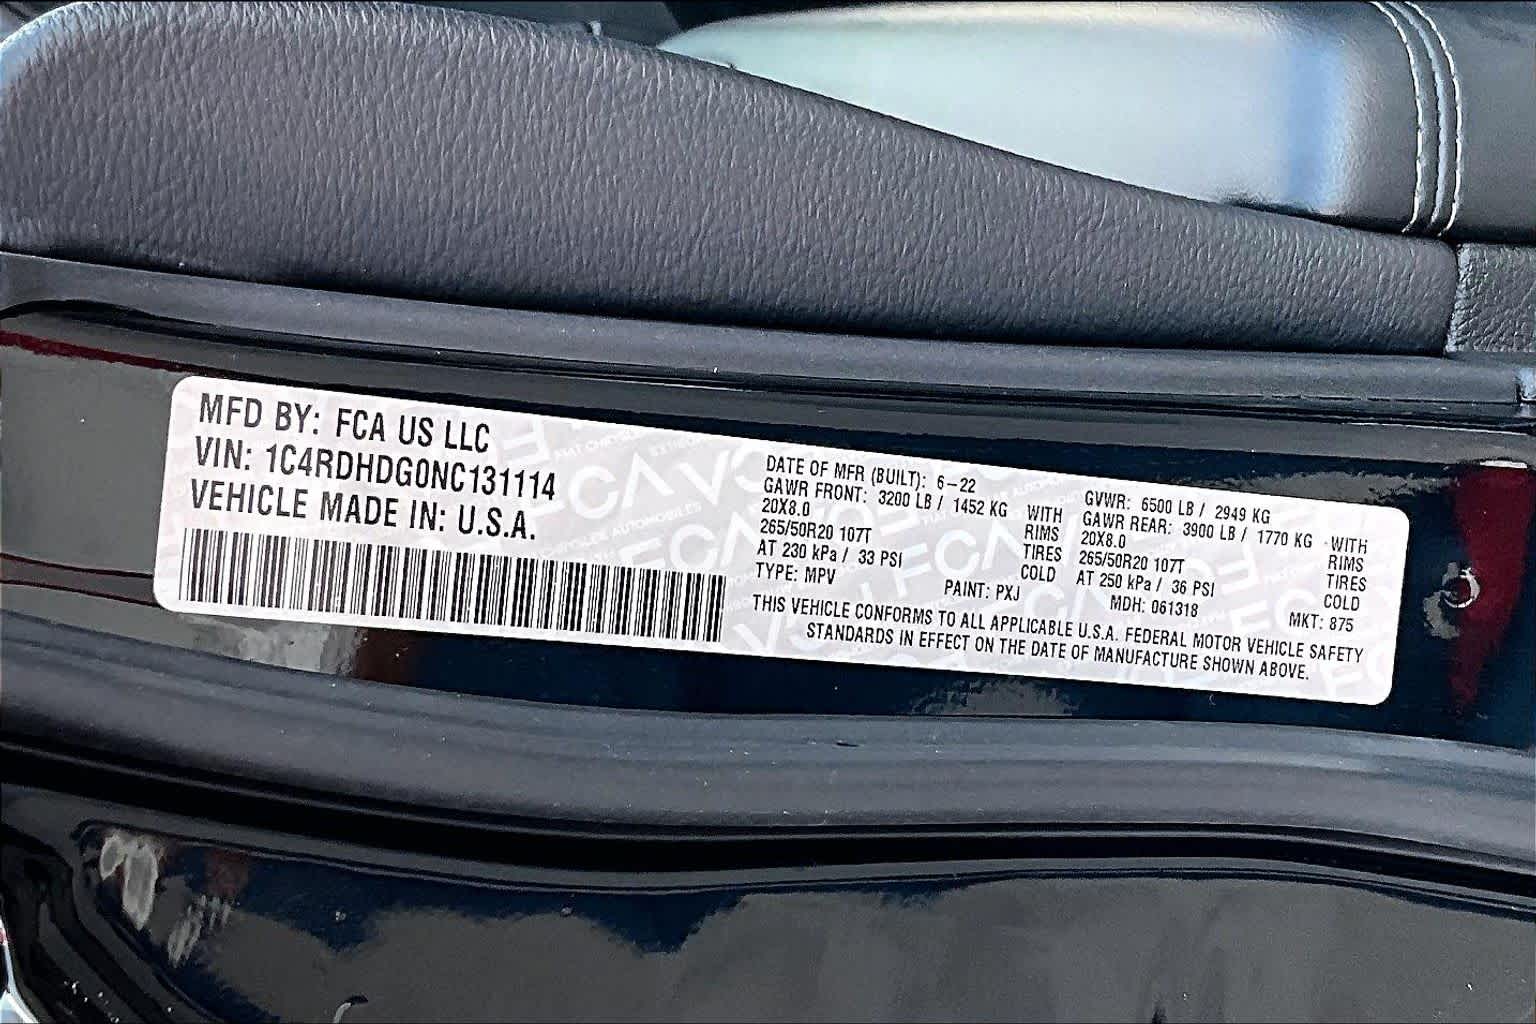 MFD BY: FCA US LLC
VIN: 1C4RDHDG0NC131114
VEHICLE MADE IN: U.S.A.
DATE OF MFR (BUILT): 6-22
GAWR FRONT: 3200 LB / 1452 KG WITH
20X8.0 RIMS
265/50R20 107T TIRES
AT 230 kPa / 33 PSI COLD
TYPE: MPV PAINT: PXJ
GVWR: 6500 LB / 2949 KG
GAWR REAR: 3900 LB / 1770 KG -WITH
20X8.0 RIMS
265/50R20 107T TIRES
AT 250 kPa / 36 PSI COLD
MDH: 061318 MKT: 875
THIS VEHICLE CONFORMS TO ALL APPLICABLE U.S.A. FEDERAL MOTOR VEHICLE SAFETY
STANDARDS IN EFFECT ON THE DATE OF MANUFACTURE SHOWN ABOVE.